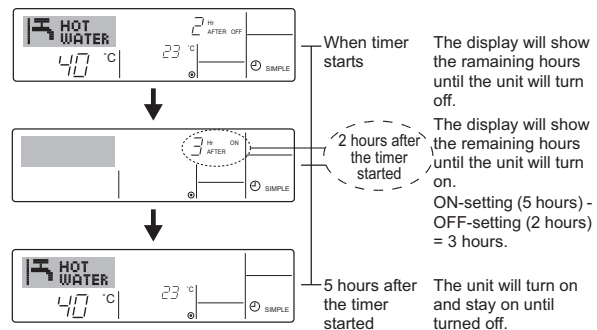 HOT
WATER
40 °C
23 °C
2 Hr
AFTER OFF
SIMPLE
When timer
starts
The display will show
the ramaining hours
until the unit will turn
off.
3 Hr ON
AFTER
SIMPLE
2 hours after
the timer
started
The display will show
the remaining hours
until the unit will turn
on.
ON-setting (5 hours) -
OFF-setting (2 hours)
= 3 hours.
HOT
WATER
40 °C
23 °C
SIMPLE
5 hours after
the timer
started
The unit will turn on
and stay on until
turned off.